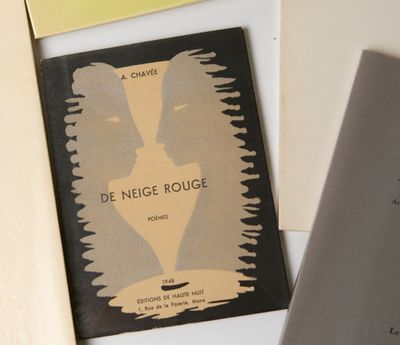 A. CHAVÉE
DE NEIGE ROUGE
POÈMES
1948
ÉDITIONS DE HAUTE NUIT
1, Rue de la Poterie, Mons